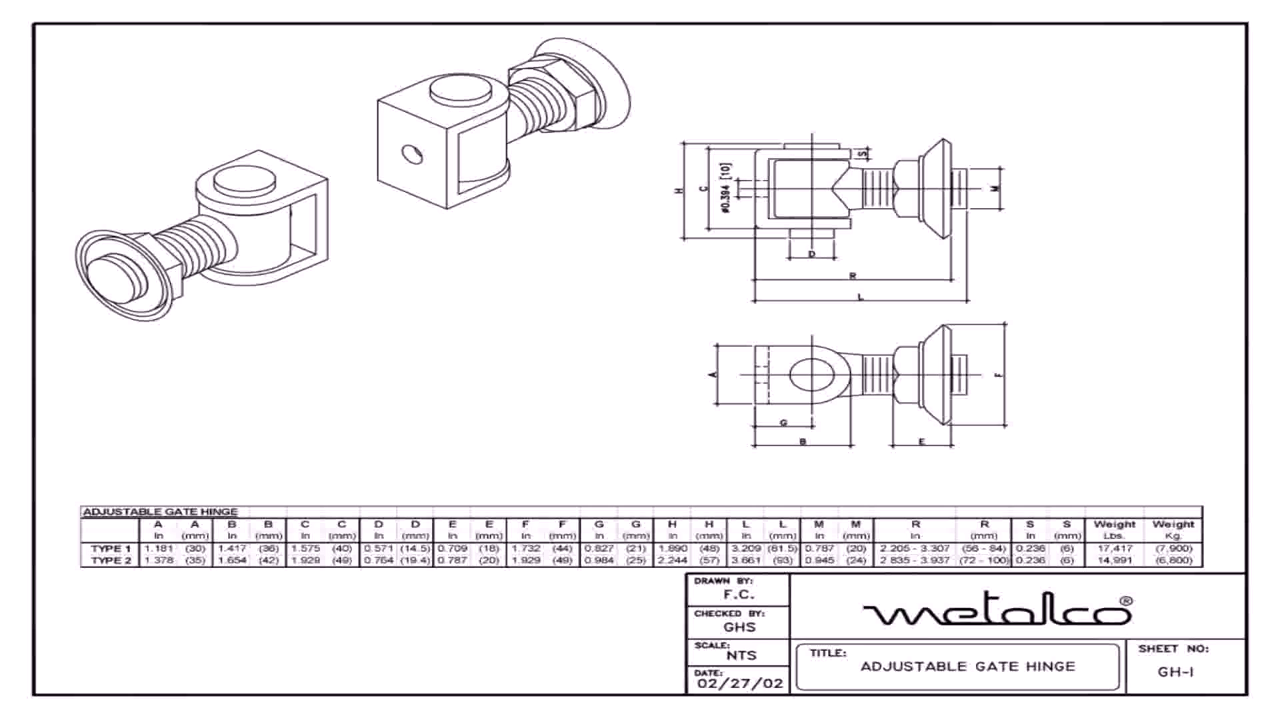 H
C
ø0.394 [10]
S
M
D
R
L
A
F
G
B
E
ADJUSTABLE GATE HINGE
A A B B C C D D E E F F G G H H L L M M R R S S Weight Weight
In (mm) In (mm) In (mm) In (mm) In (mm) In (mm) In (mm) In (mm) In (mm) In (mm) In (mm) In (mm) Lbs. Kg.
TYPE 1 1.181 (30) 1.417 (36) 1.575 (40) 0.571 (14.5) 0.709 (18) 1.732 (44) 0.827 (21) 1.890 (48) 3.209 (81.5) 0.787 (20) 2.205 - 3.307 (56 - 84) 0.236 (6) 17,417 (7,900)
TYPE 2 1.378 (35) 1.654 (42) 1.929 (49) 0.764 (19.4) 0.787 (20) 1.929 (49) 0.984 (25) 2.244 (57) 3.661 (93) 0.945 (24) 2.835 - 3.937 (72 - 100) 0.236 (6) 14,991 (6,800)
DRAWN BY:
F.C.
CHECKED BY:
GHS
SCALE:
NTS
DATE:
02/27/02
metalco®
TITLE:
ADJUSTABLE GATE HINGE
SHEET NO:
GH-1